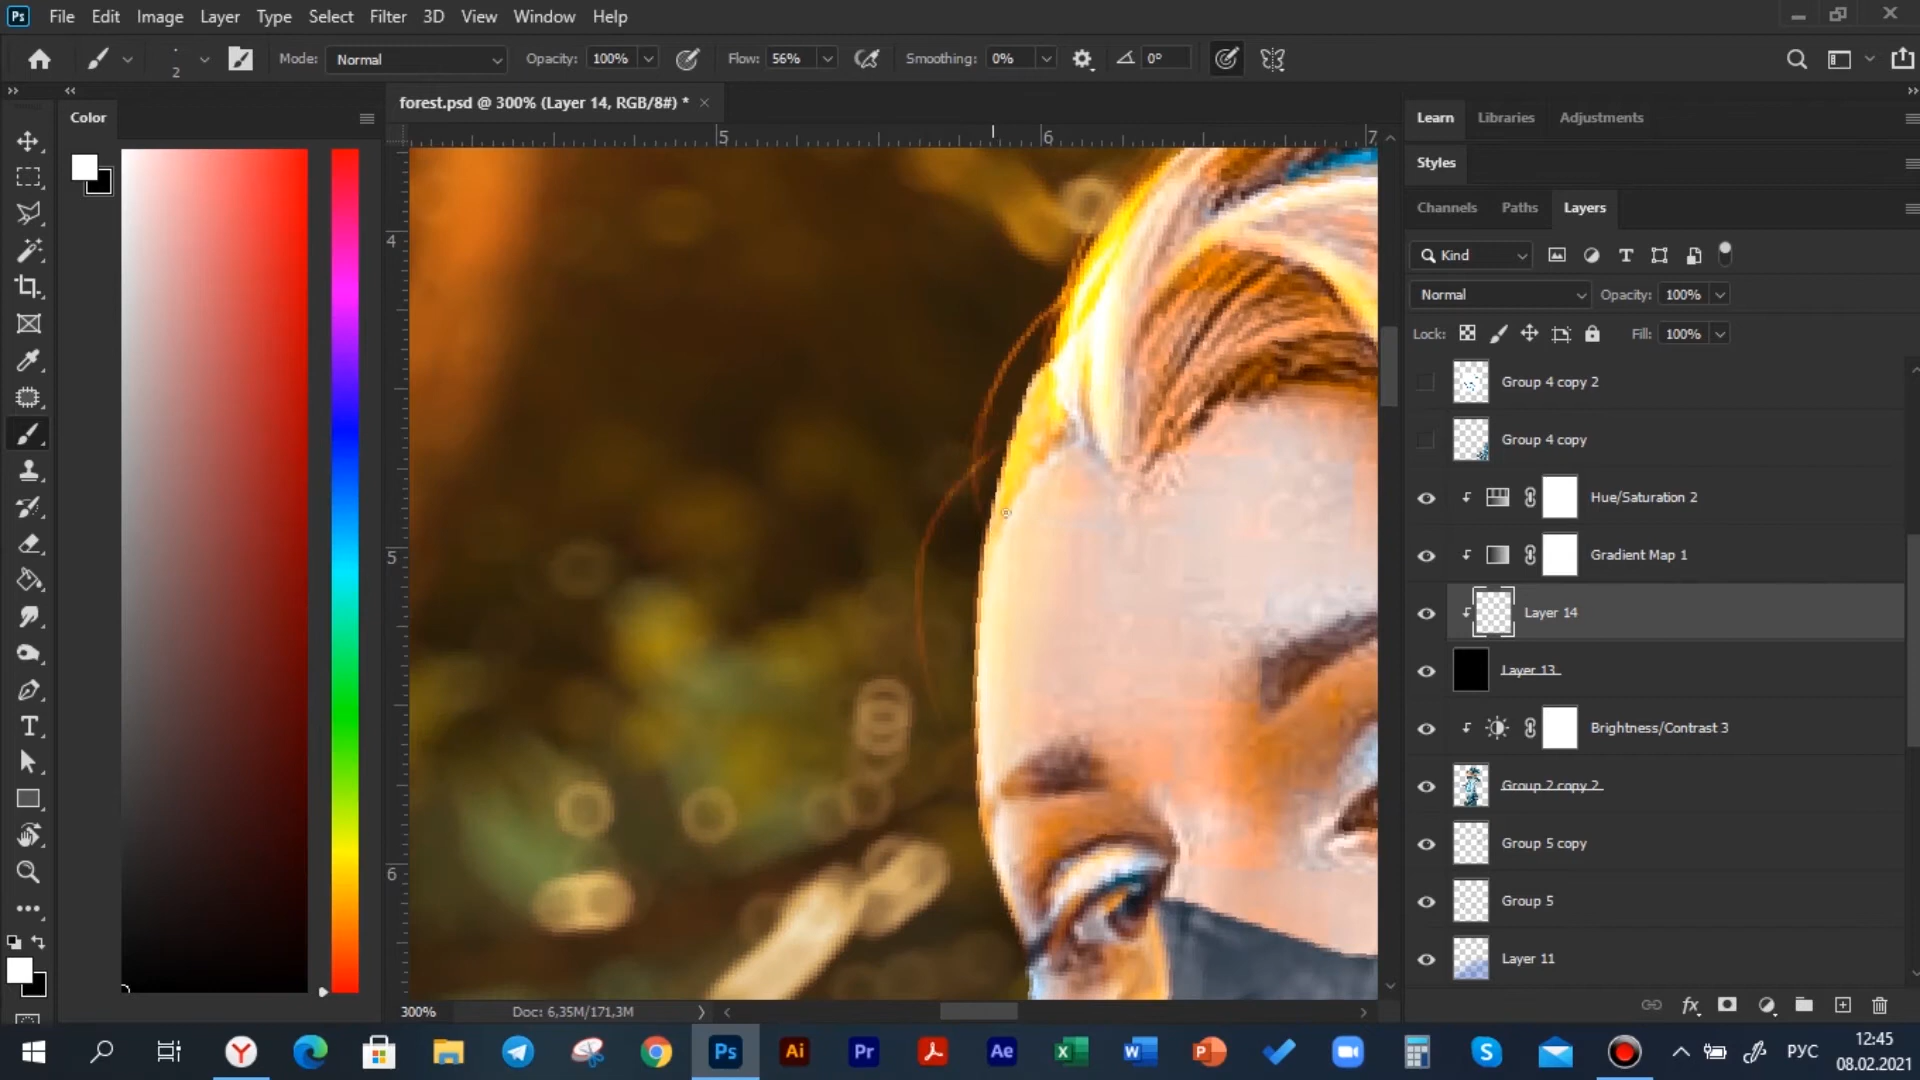 Ps File Edit Image Layer Type Select Filter 3D View Window Help
2 Mode: Normal Opacity: 100% Flow: 56% Smoothing: 0% 0°
Color
forest.psd @ 300% (Layer 14, RGB/8#) *
Learn Libraries Adjustments
5 6 7
Styles
Channels Paths Layers
4
Kind
Normal Opacity: 100%
Lock: Fill: 100%
Group 4 copy 2
Group 4 copy
Hue/Saturation 2
5
Gradient Map 1
Layer 14
Layer 13
Brightness/Contrast 3
Group 2 copy 2
Group 5 copy
6
Group 5
Layer 11
300% Doc: 6,35M/171,3M
fx
Ps Ai Pr Ae
РУС
12:45
08.02.2021